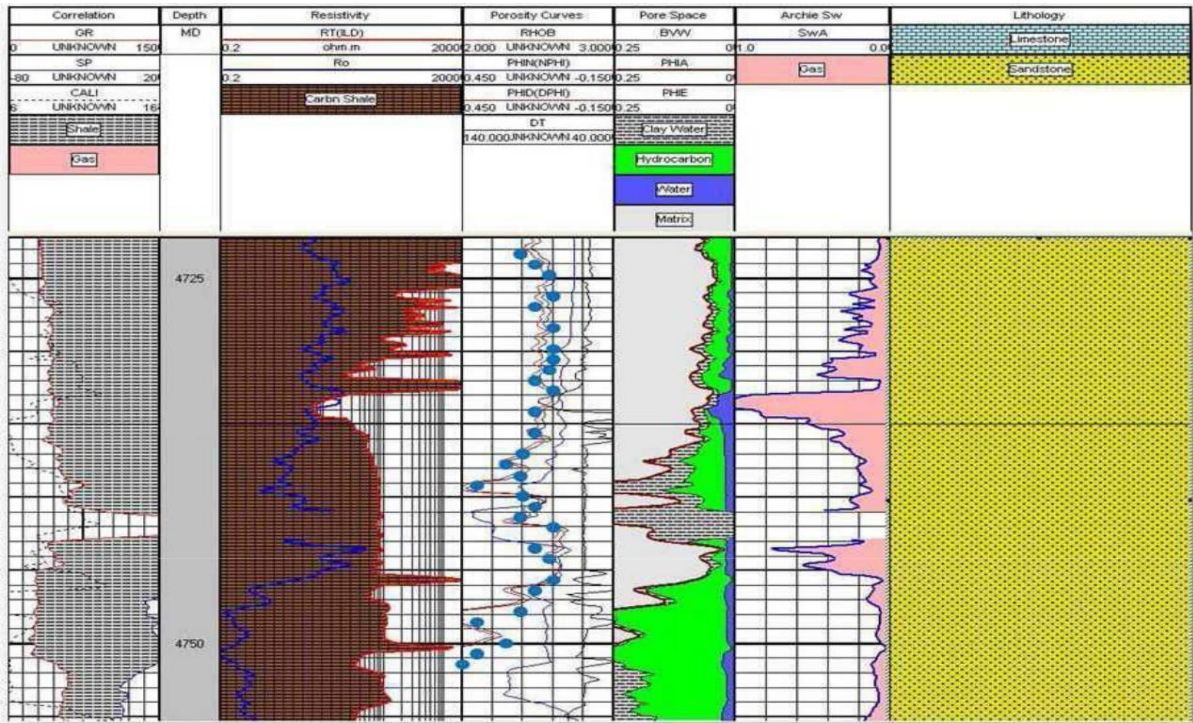 Correlation Depth Resistivity Porosity Curves Pore Space Archie Sw Lithology
GR MD RT(ILD) RHOB BVW SwA Limestone
0 UNKNOWN 150 0.2 ohm.m 2000 2.000 UNKNOWN 3.000 0.25 0 1.0 0.0
SP Ro PHIN(NPHI) PHIA Gas Sandstone
-80 UNKNOWN 20 0.2 2000 0.450 UNKNOWN -0.150 0.25 0
CALI Carbn Shale PHID(DPHI) PHIE
6 UNKNOWN 16 0.450 UNKNOWN -0.150 0.25 0
Shale DT Clay Water
140.000 UNKNOWN 40.000
Gas Hydrocarbon
Water
Matrix
4725
4750